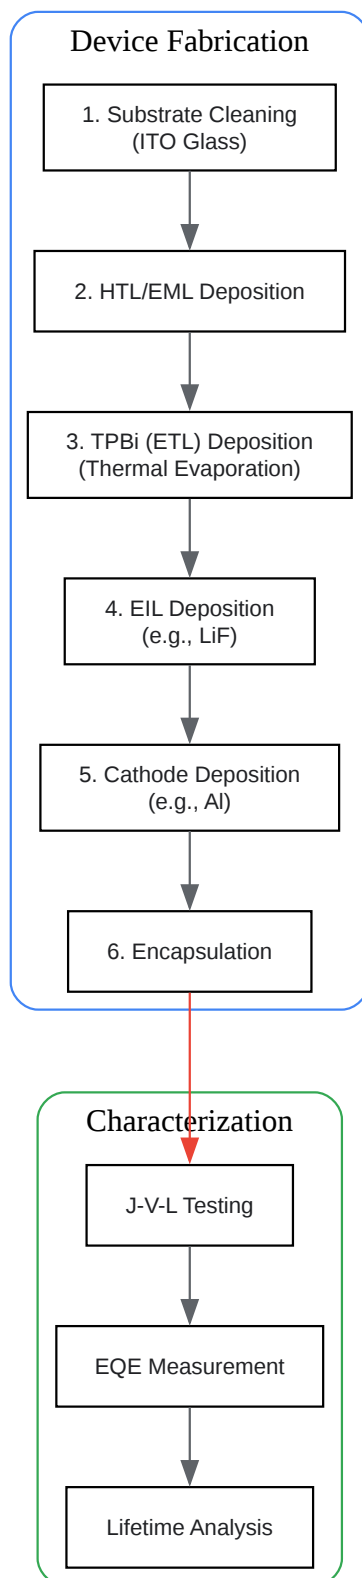 Device Fabrication
1. Substrate Cleaning
(ITO Glass)
2. HTL/EML Deposition
3. TPBi (ETL) Deposition
(Thermal Evaporation)
4. EIL Deposition
(e.g., LiF)
5. Cathode Deposition
(e.g., Al)
6. Encapsulation
Characterization
J-V-L Testing
EQE Measurement
Lifetime Analysis